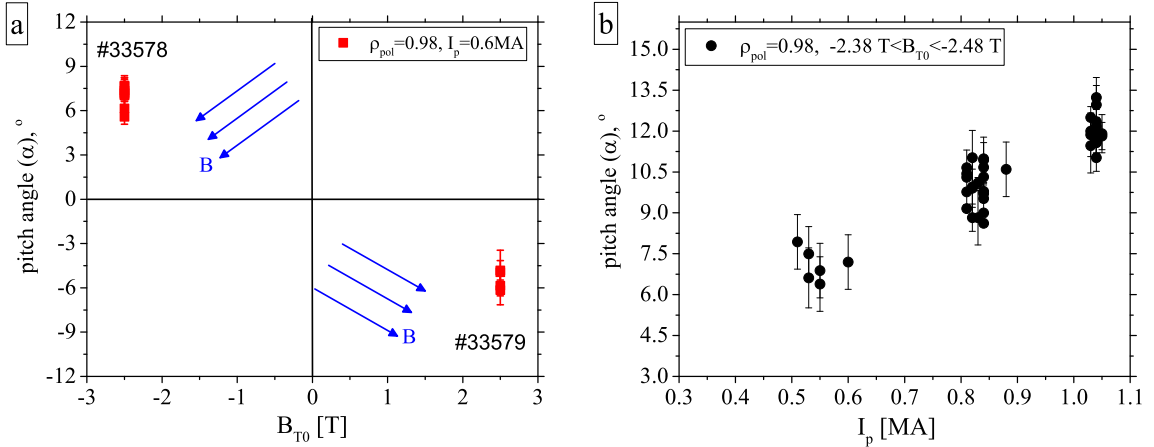 a
#33578
ρpol=0.98, Ip=0.6MA
B
B
#33579
12
9
6
3
0
-3
-6
-9
-12
pitch angle (α), °
-3 -2 -1 0 1 2 3
BT0 [T]
b
ρpol=0.98, -2.38 T<BT0<-2.48 T
15.0
13.5
12.0
10.5
9.0
7.5
6.0
4.5
3.0
pitch angle (α), °
0.3 0.4 0.5 0.6 0.7 0.8 0.9 1.0 1.1
Ip [MA]